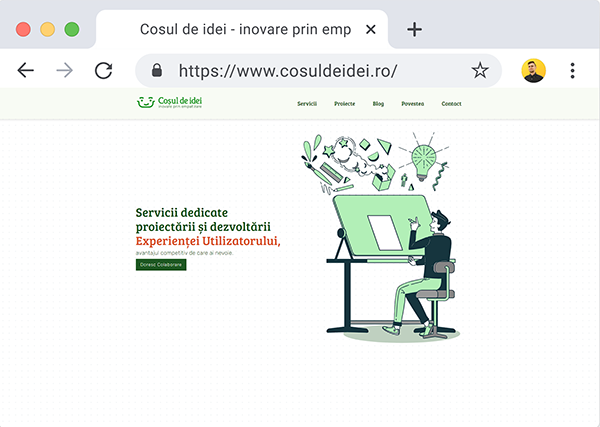 Cosul de idei - inovare prin emp
https://www.cosuldeidei.ro/
Coșul de idei
inovare prin empatizare
Servicii Proiecte Blog Povestea Contact
Servicii dedicate
proiectării și dezvoltării
Experienței Utilizatorului,
avantajul competitiv de care ai nevoie.
Doresc Colaborare